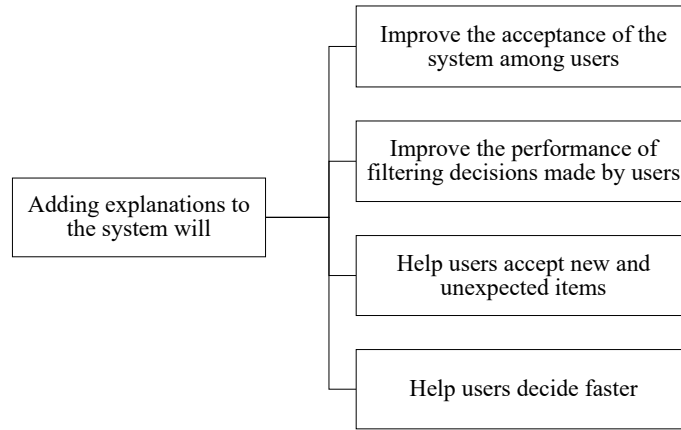 Improve the acceptance of the
system among users
Improve the performance of
filtering decisions made by users
Adding explanations to
the system will
Help users accept new and
unexpected items
Help users decide faster